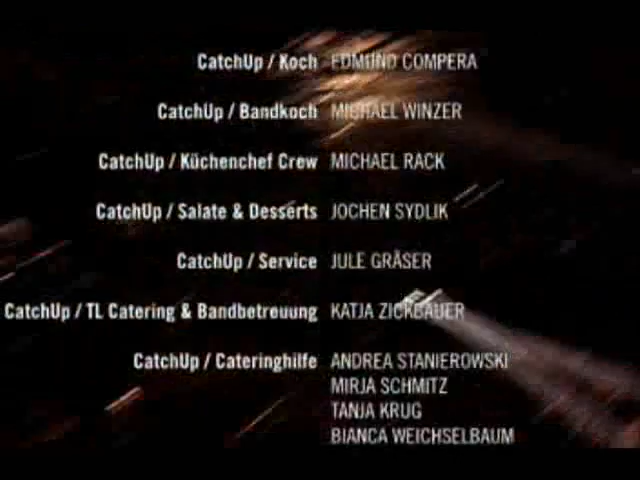 CatchUp / Koch EDMUND COMPERA
CatchUp / Bandkoch MICHAEL WINZER
CatchUp / Küchenchef Crew MICHAEL RACK
CatchUp / Salate & Desserts JOCHEN SYDLIK
CatchUp / Service JULE GRÄSER
CatchUp / TL Catering & Bandbetreuung KATJA ZICKBAUER
CatchUp / Cateringhilfe ANDREA STANIEROWSKI
MIRJA SCHMITZ
TANJA KRUG
BIANCA WEICHSELBAUM